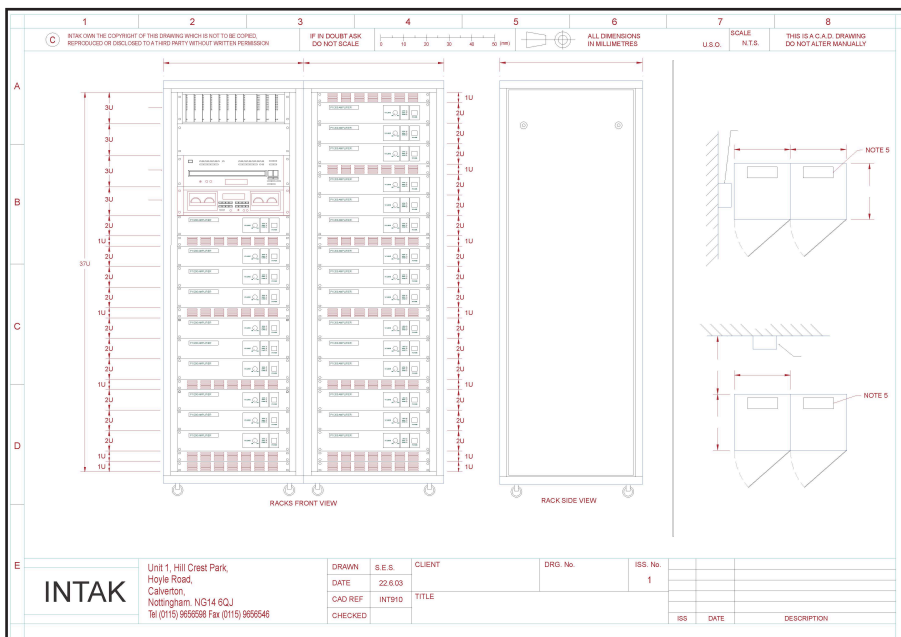 1 2 3 4 5 6 7 8
C
INTAK OWN THE COPYRIGHT OF THIS DRAWING WHICH IS NOT TO BE COPIED,
REPRODUCED OR DISCLOSED TO A THIRD PARTY WITHOUT WRITTEN PERMISSION
IF IN DOUBT ASK
DO NOT SCALE
0 10 20 30 40 50 (mm)
ALL DIMENSIONS
IN MILLIMETRES
U.S.O.
SCALE
N.T.S.
THIS IS A C.A.D. DRAWING
DO NOT ALTER MANUALLY
A
B
C
D
E
3U
3U
3U
3U
2U
1U
2U
2U
2U
1U
2U
2U
2U
1U
2U
2U
2U
1U
1U
37U
1U
2U
2U
2U
1U
2U
2U
2U
1U
2U
2U
2U
1U
2U
2U
2U
1U
2U
2U
2U
1U
1U
RACKS FRONT VIEW
RACK SIDE VIEW
NOTE 5
NOTE 5
INTAK
Unit 1, Hill Crest Park,
Hoyle Road,
Calverton,
Nottingham. NG14 6QJ
Tel (0115) 9656598 Fax (0115) 9656546
DRAWN S.E.S.
DATE 22.6.03
CAD REF INT910
CHECKED
CLIENT
TITLE
DRG. No.
ISS. No.
1
ISS DATE DESCRIPTION